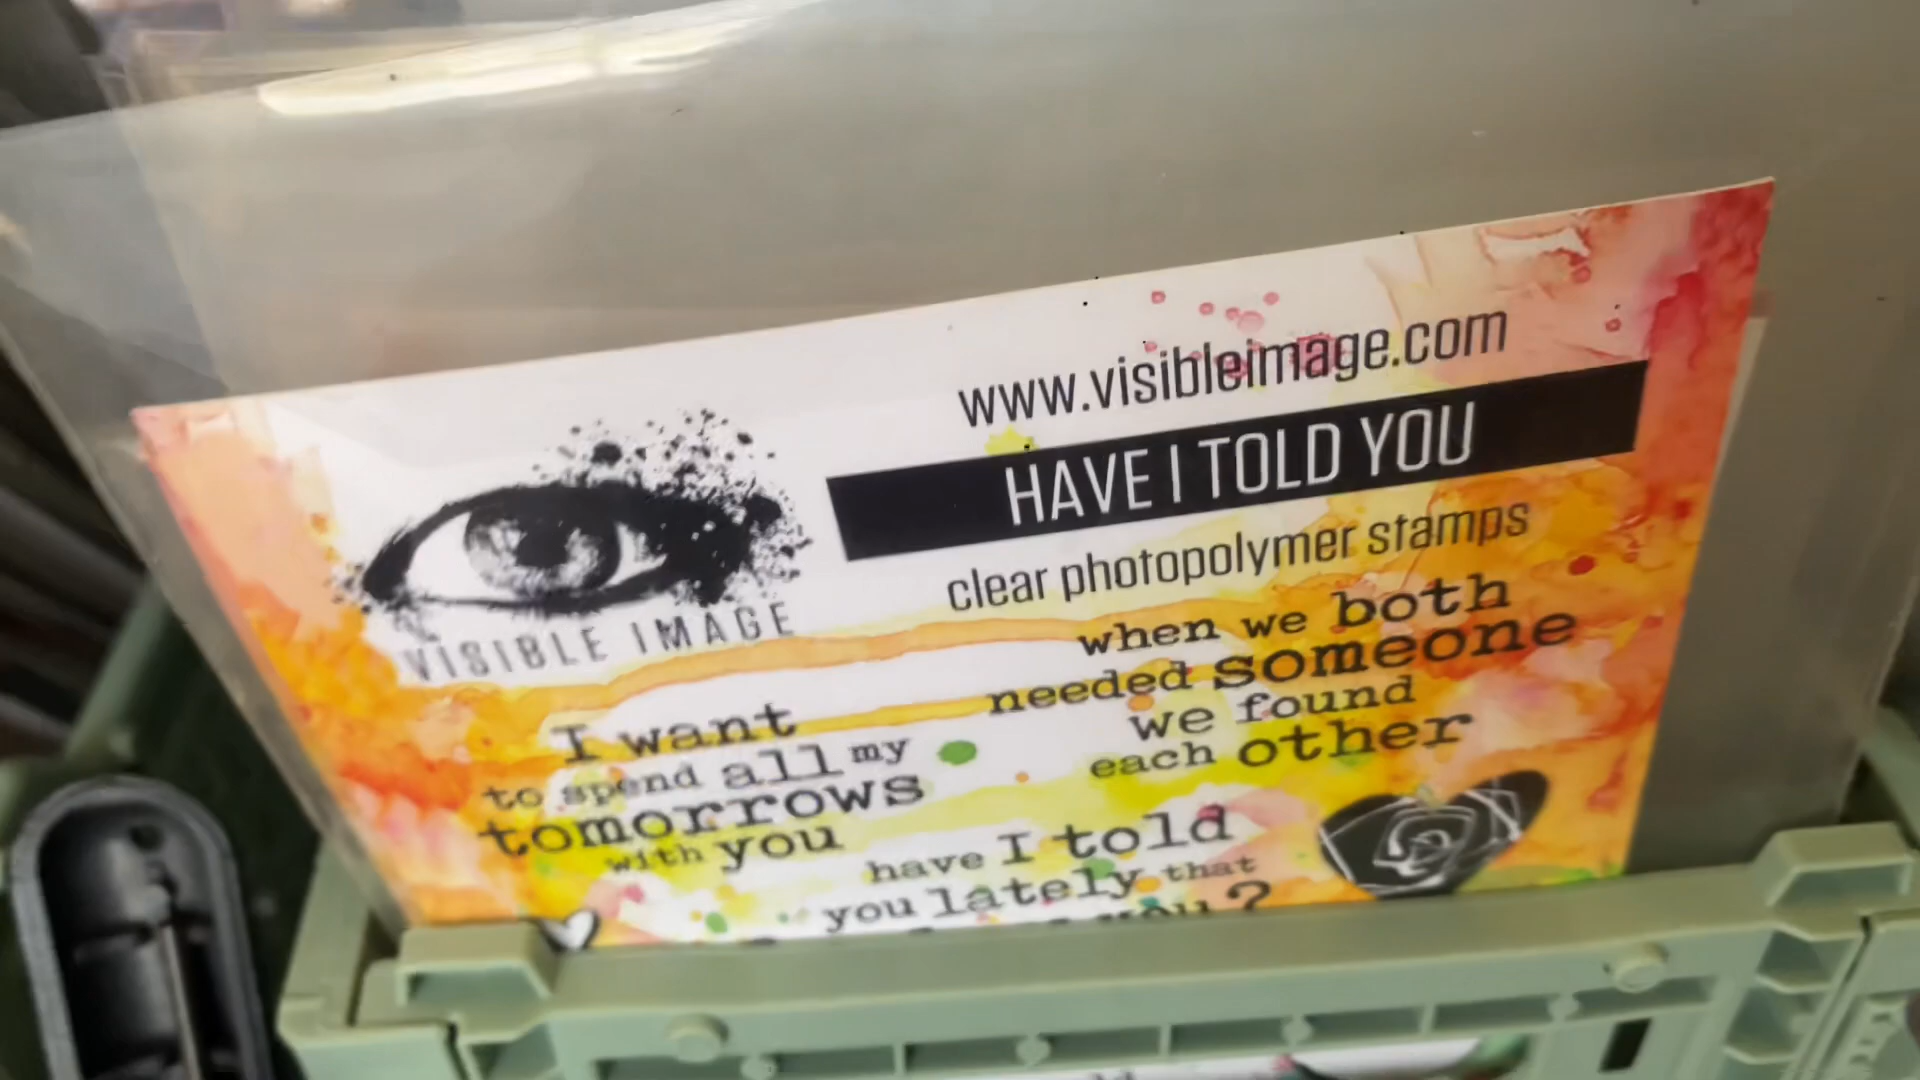 www.visibleimage.com
HAVE I TOLD YOU
clear photopolymer stamps
VISIBLE IMAGE
I want
to spend all my
tomorrows
with you
when we both
needed someone
we found
each other
have I told
you lately that
you?